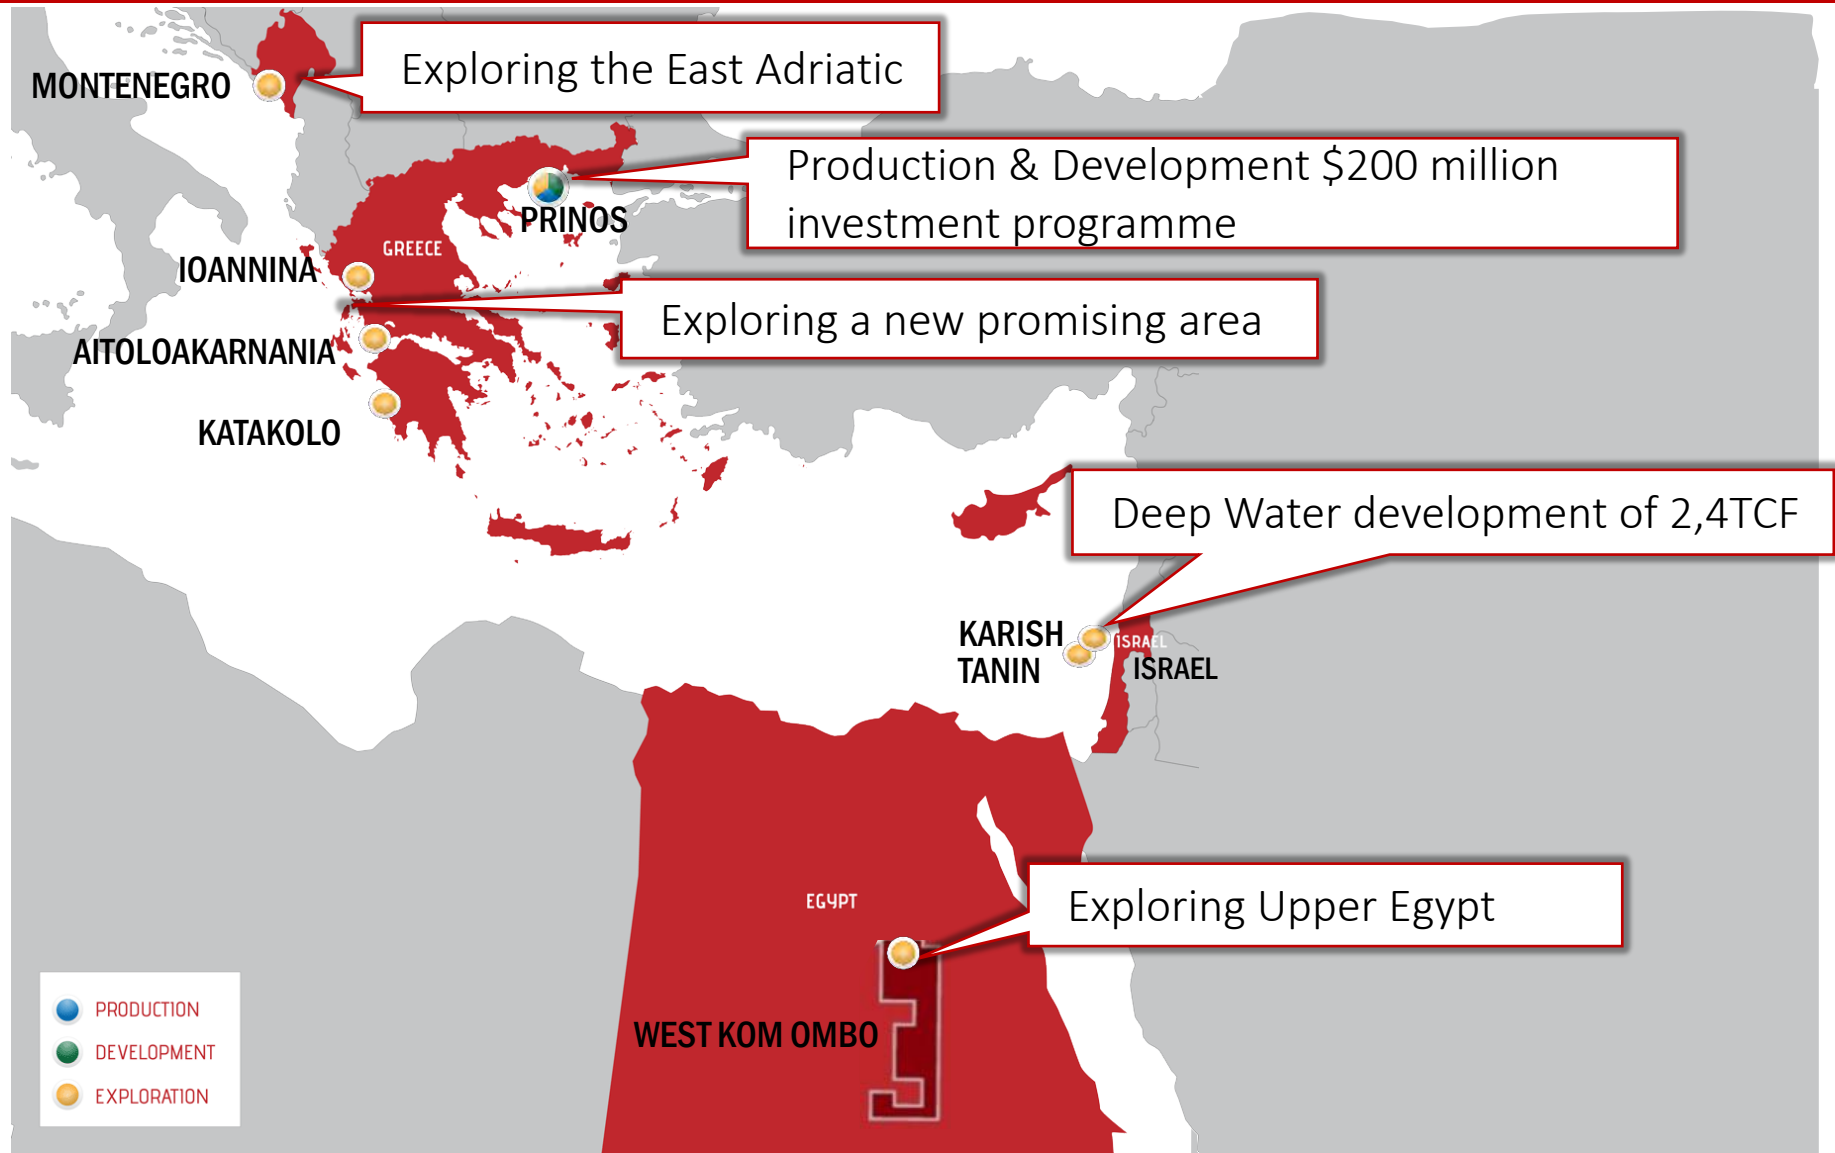 MONTENEGRO
Exploring the East Adriatic
Production & Development $200 million
investment programme
PRINOS
GREECE
IOANNINA
Exploring a new promising area
AITOLOAKARNANIA
KATAKOLO
Deep Water development of 2,4TCF
KARISH
TANIN
ISRAEL
ISRAEL
EGYPT
Exploring Upper Egypt
WEST KOM OMBO
PRODUCTION
DEVELOPMENT
EXPLORATION